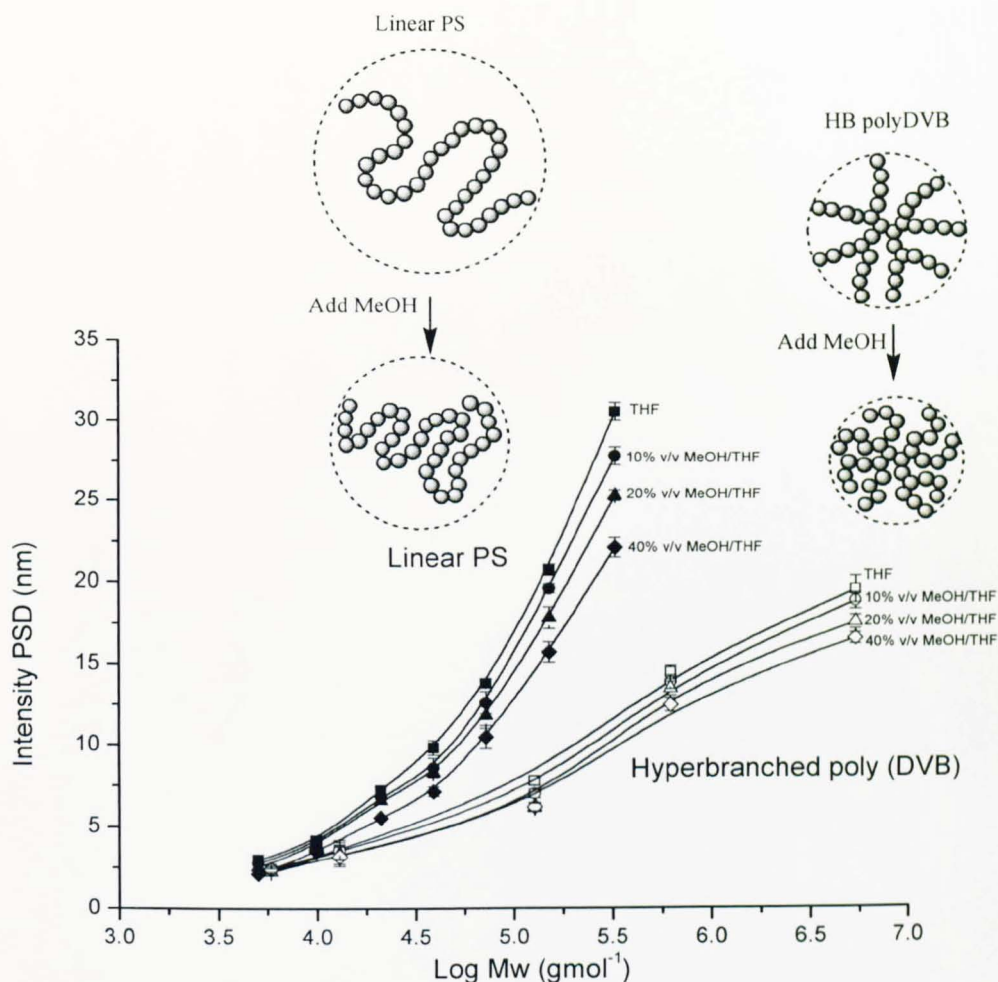 Linear PS
HB polyDVB
Add MeOH
Add MeOH
35
30
25
20
15
10
5
0
Intensity PSD (nm)
THF
10% v/v MeOH/THF
20% v/v MeOH/THF
40% v/v MeOH/THF
Linear PS
THF
10% v/v MeOH/THF
20% v/v MeOH/THF
40% v/v MeOH/THF
Hyperbranched poly (DVB)
3.0 3.5 4.0 4.5 5.0 5.5 6.0 6.5 7.0
Log Mw (gmol⁻¹)